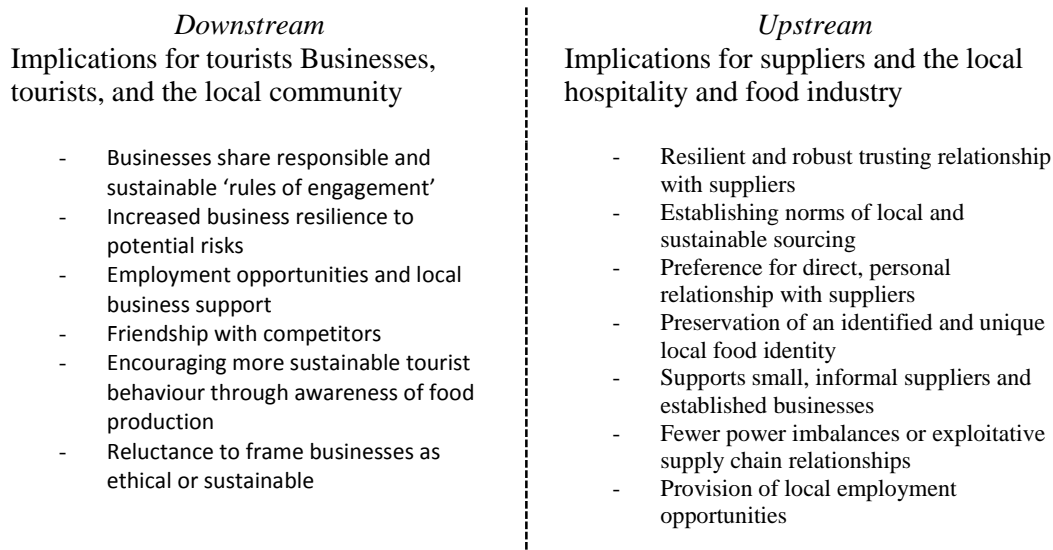 Downstream
Implications for tourists Businesses,
tourists, and the local community
- Businesses share responsible and
sustainable ‘rules of engagement’
- Increased business resilience to
potential risks
- Employment opportunities and local
business support
- Friendship with competitors
- Encouraging more sustainable tourist
behaviour through awareness of food
production
- Reluctance to frame businesses as
ethical or sustainable
Upstream
Implications for suppliers and the local
hospitality and food industry
- Resilient and robust trusting relationship
with suppliers
- Establishing norms of local and
sustainable sourcing
- Preference for direct, personal
relationship with suppliers
- Preservation of an identified and unique
local food identity
- Supports small, informal suppliers and
established businesses
- Fewer power imbalances or exploitative
supply chain relationships
- Provision of local employment
opportunities